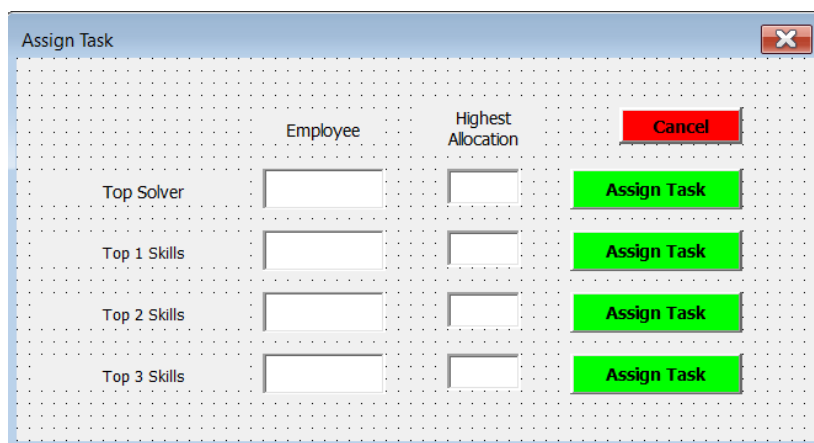 Assign Task
Employee
Highest
Allocation
Cancel
Top Solver
Assign Task
Top 1 Skills
Assign Task
Top 2 Skills
Assign Task
Top 3 Skills
Assign Task